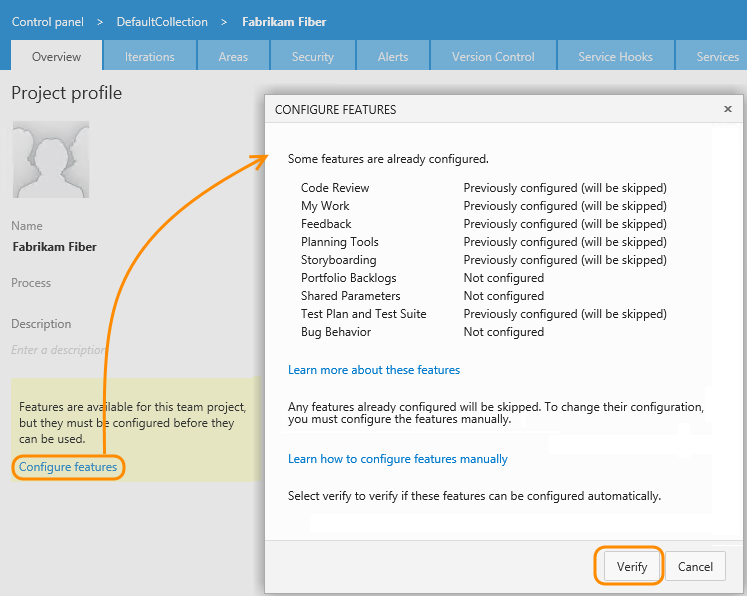 Control panel > DefaultCollection > Fabrikam Fiber
Overview Iterations Areas Security Alerts Version Control Service Hooks Services
Project profile
Name
Fabrikam Fiber
Process
Description
Enter a description
Features are available for this team project,
but they must be configured before they
can be used.
Configure features
CONFIGURE FEATURES ×
Some features are already configured.
Code Review Previously configured (will be skipped)
My Work Previously configured (will be skipped)
Feedback Previously configured (will be skipped)
Planning Tools Previously configured (will be skipped)
Storyboarding Previously configured (will be skipped)
Portfolio Backlogs Not configured
Shared Parameters Not configured
Test Plan and Test Suite Previously configured (will be skipped)
Bug Behavior Not configured
Learn more about these features
Any features already configured will be skipped. To change their configuration,
you must configure the features manually.
Learn how to configure features manually
Select verify to verify if these features can be configured automatically.
Verify Cancel